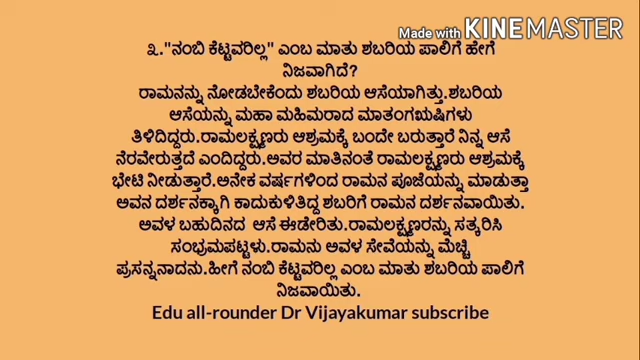 Made with KINEMASTER
೩."ನಂಬಿ ಕೆಟ್ಟವರಿಲ್ಲ" ಎಂಬ ಮಾತು ಶಬರಿಯ ಪಾಲಿಗೆ ಹೇಗೆ
ನಿಜವಾಗಿದೆ?
ರಾಮನನ್ನು ನೋಡಬೇಕೆಂದು ಶಬರಿಯ ಆಸೆಯಾಗಿತ್ತು.ಶಬರಿಯ
ಆಸೆಯನ್ನು ಮಹಾ ಮಹಿಮರಾದ ಮಾತಂಗಋಷಿಗಳು
ತಿಳಿದಿದ್ದರು.ರಾಮಲಕ್ಷ್ಮಣರು ಆಶ್ರಮಕ್ಕೆ ಬಂದೇ ಬರುತ್ತಾರೆ ನಿನ್ನ ಆಸೆ
ನೆರವೇರುತ್ತದೆ ಎಂದಿದ್ದರು.ಅವರ ಮಾತಿನಂತೆ ರಾಮಲಕ್ಷ್ಮಣರು ಆಶ್ರಮಕ್ಕೆ
ಭೇಟಿ ನೀಡುತ್ತಾರೆ.ಅನೇಕ ವರ್ಷಗಳಿಂದ ರಾಮನ ಪೂಜೆಯನ್ನು ಮಾಡುತ್ತಾ
ಅವನ ದರ್ಶನಕ್ಕಾಗಿ ಕಾದುಕುಳಿತಿದ್ದ ಶಬರಿಗೆ ರಾಮನ ದರ್ಶನವಾಯಿತು.
ಅವಳ ಬಹುದಿನದ ಆಸೆ ಈಡೇರಿತು.ರಾಮಲಕ್ಷ್ಮಣರನ್ನು ಸತ್ಕರಿಸಿ
ಸಂಭ್ರಮಪಟ್ಟಳು.ರಾಮನು ಅವಳ ಸೇವೆಯನ್ನು ಮೆಚ್ಚಿ
ಪ್ರಸನ್ನನಾದನು.ಹೀಗೆ ನಂಬಿ ಕೆಟ್ಟವರಿಲ್ಲ ಎಂಬ ಮಾತು ಶಬರಿಯ ಪಾಲಿಗೆ
ನಿಜವಾಯಿತು.
Edu all-rounder Dr Vijayakumar subscribe